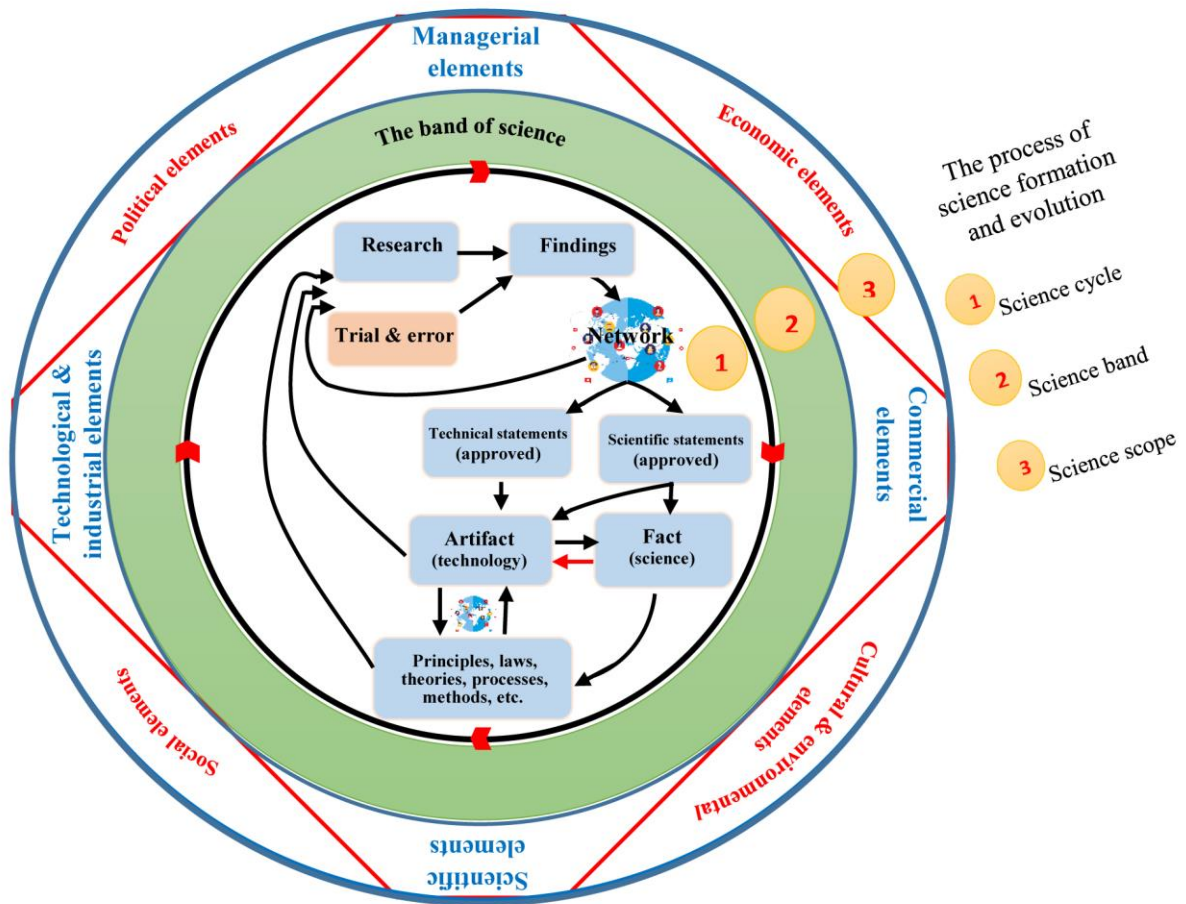 Managerial
elements
Political elements
Economic elements
The band of science
The process of
science formation
and evolution
Research
Findings
Trial & error
Network
1
2
3
1 Science cycle
2 Science band
3 Science scope
Technical statements
(approved)
Scientific statements
(approved)
Technological &
industrial elements
Commercial
elements
Artifact
(technology)
Fact
(science)
Principles, laws,
theories, processes,
methods, etc.
Social elements
Cultural & environmental
elements
Scientific
elements